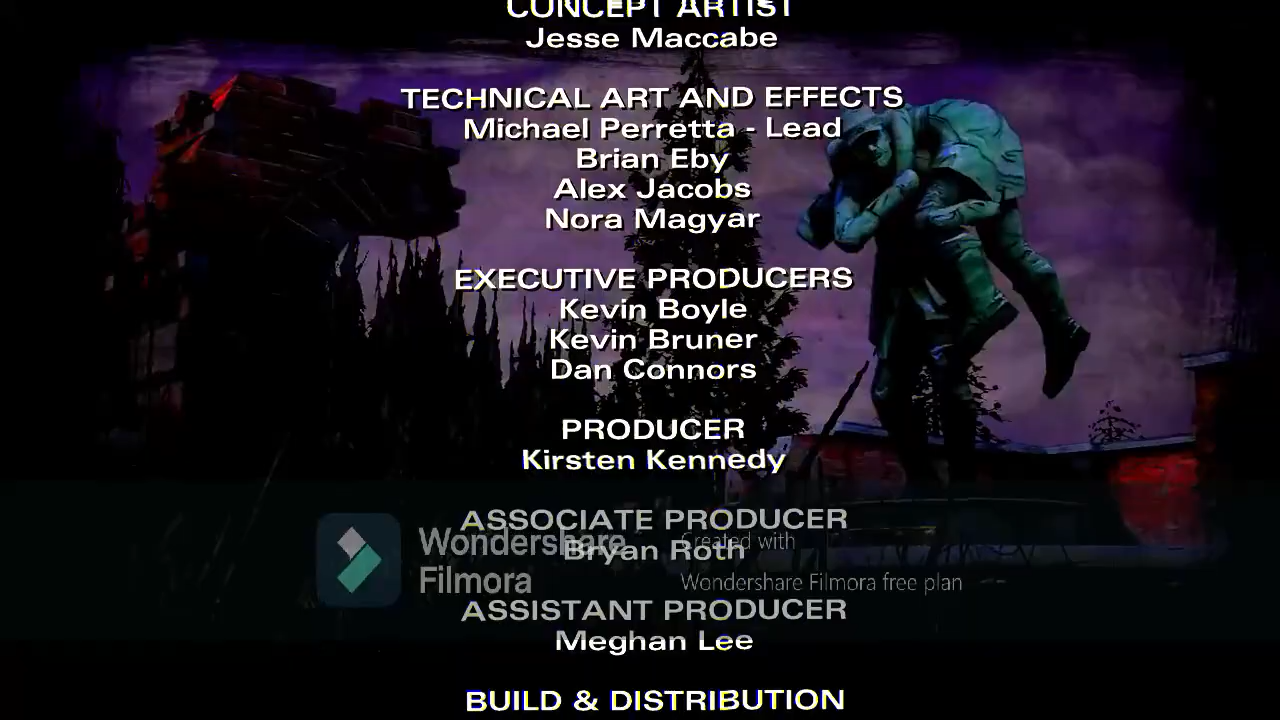 CONCEPT ARTIST
Jesse Maccabe
TECHNICAL ART AND EFFECTS
Michael Perretta - Lead
Brian Eby
Alex Jacobs
Nora Magyar
EXECUTIVE PRODUCERS
Kevin Boyle
Kevin Bruner
Dan Connors
PRODUCER
Kirsten Kennedy
ASSOCIATE PRODUCER
Bryan Roth
Wondershare
Filmora
Created with
Wondershare Filmora free plan
ASSISTANT PRODUCER
Meghan Lee
BUILD & DISTRIBUTION